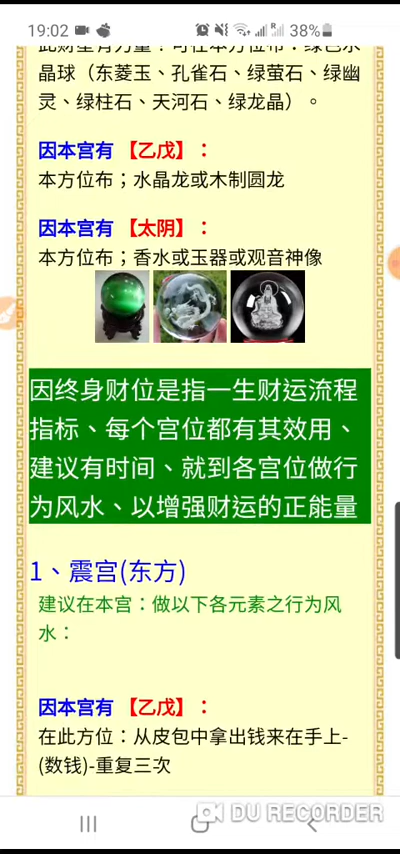 19:02 38%
此财星有力量！可在本方位布：绿色水
晶球（东菱玉、孔雀石、绿萤石、绿幽
灵、绿柱石、天河石、绿龙晶）。
因本宫有 【乙戊】：
本方位布；水晶龙或木制圆龙
因本宫有 【太阴】：
本方位布；香水或玉器或观音神像
因终身财位是指一生财运流程
指标、每个宫位都有其效用、
建议有时间、就到各宫位做行
为风水、以增强财运的正能量
1、震宫(东方)
建议在本宫：做以下各元素之行为风
水：
因本宫有 【乙戊】：
在此方位：从皮包中拿出钱来在手上-
(数钱)-重复三次
DU RECORDER